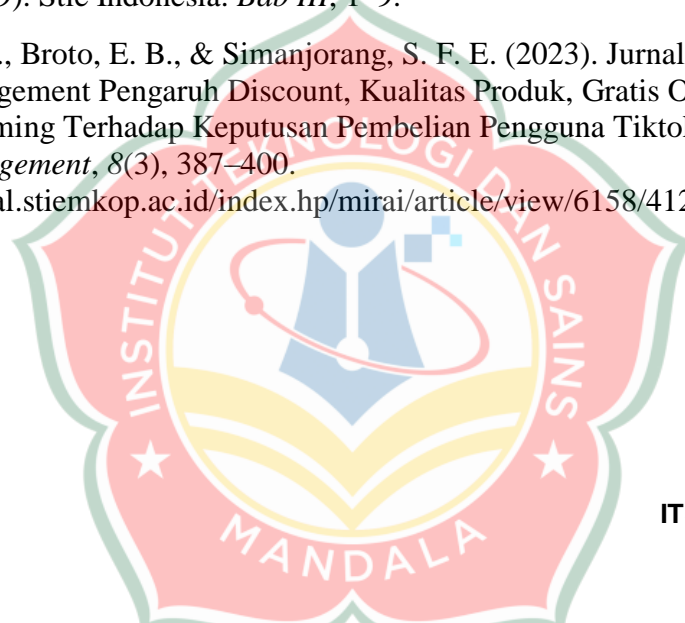 9). Stie Indonesia. Bab III, 1–9.
., Broto, E. B., & Simanjorang, S. F. E. (2023). Jurnal
gement Pengaruh Discount, Kualitas Produk, Gratis O
ming Terhadap Keputusan Pembelian Pengguna Tiktok
gement, 8(3), 387–400.
al.stiemkop.ac.id/index.hp/mirai/article/view/6158/412
INSTITUT TEKNOLOGI DAN SAINS
MANDALA
IT